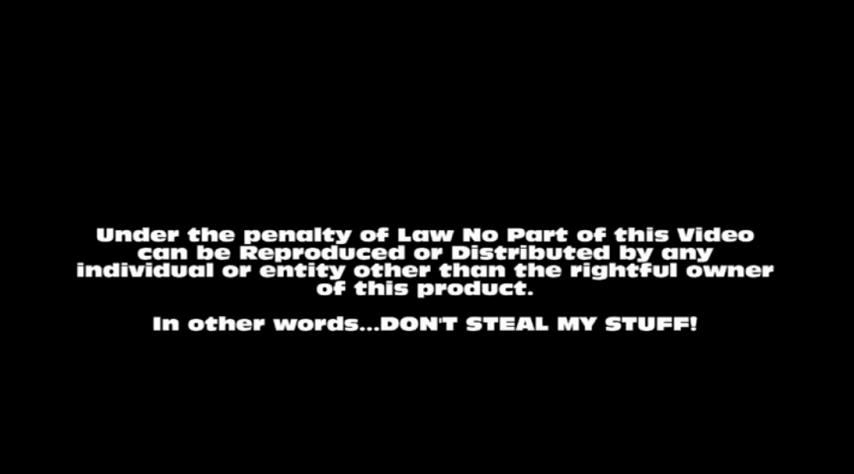 Under the penalty of Law No Part of this Video
can be Reproduced or Distributed by any
individual or entity other than the rightful owner
of this product.
In other words...DON'T STEAL MY STUFF!